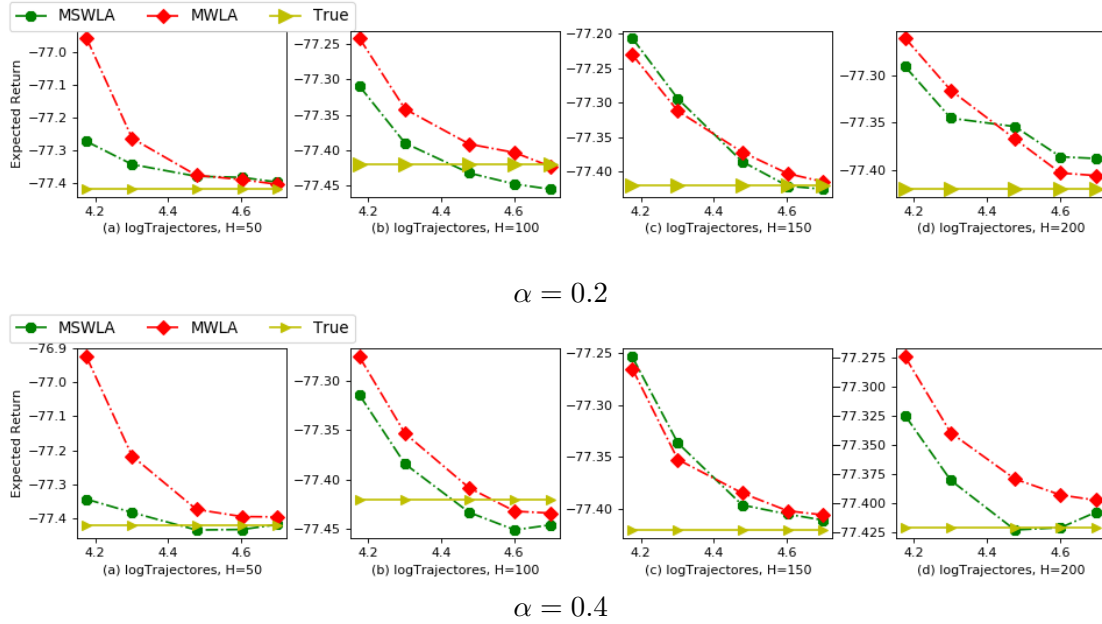 MSWLA MWLA True
Expected Return
−77.0
−77.1
−77.2
−77.3
−77.4
4.2 4.4 4.6
(a) logTrajectores, H=50
−77.25
−77.30
−77.35
−77.40
−77.45
4.2 4.4 4.6
(b) logTrajectores, H=100
−77.20
−77.25
−77.30
−77.35
−77.40
4.2 4.4 4.6
(c) logTrajectores, H=150
−77.30
−77.35
−77.40
4.2 4.4 4.6
(d) logTrajectores, H=200
α = 0.2
MSWLA MWLA True
Expected Return
−76.9
−77.0
−77.1
−77.2
−77.3
−77.4
4.2 4.4 4.6
(a) logTrajectores, H=50
−77.30
−77.35
−77.40
−77.45
4.2 4.4 4.6
(b) logTrajectores, H=100
−77.25
−77.30
−77.35
−77.40
4.2 4.4 4.6
(c) logTrajectores, H=150
−77.275
−77.300
−77.325
−77.350
−77.375
−77.400
−77.425
4.2 4.4 4.6
(d) logTrajectores, H=200
α = 0.4